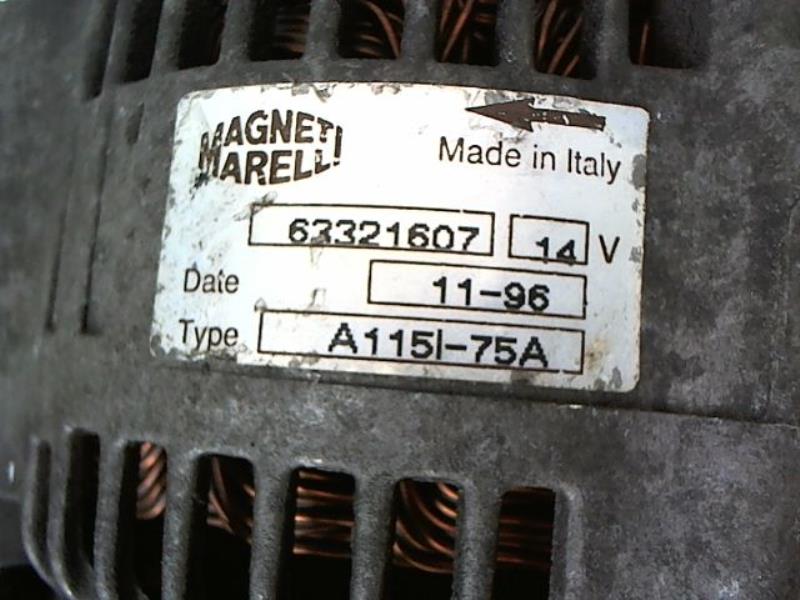 MAGNETI
MARELLI
Made in Italy
63321607 14 V
Date 11-96
Type A115I-75A